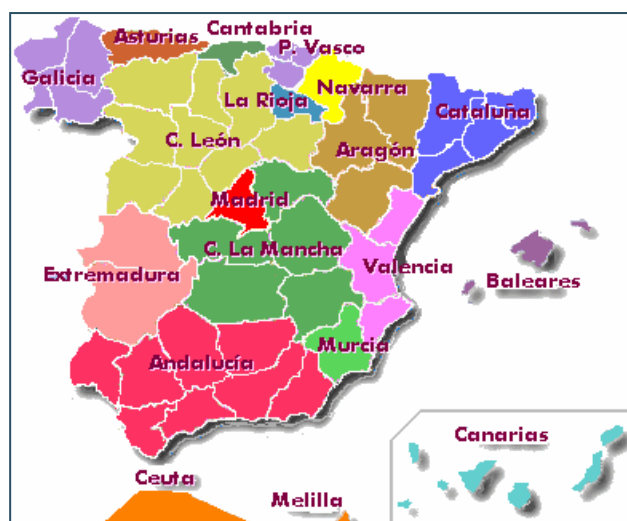 Cantabria
Asturias
P. Vasco
Galicia
Navarra
La Rioja
Cataluña
C. León
Aragón
Madrid
C. La Mancha
Valencia
Extremadura
Baleares
Murcia
Andalucía
Canarias
Ceuta
Melilla